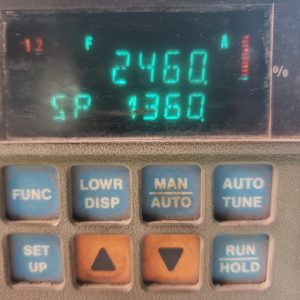 1 2 F A
2460.
%
SP 1360.
FUNC
LOWR
DISP
MAN
AUTO
AUTO
TUNE
SET
UP
RUN
HOLD